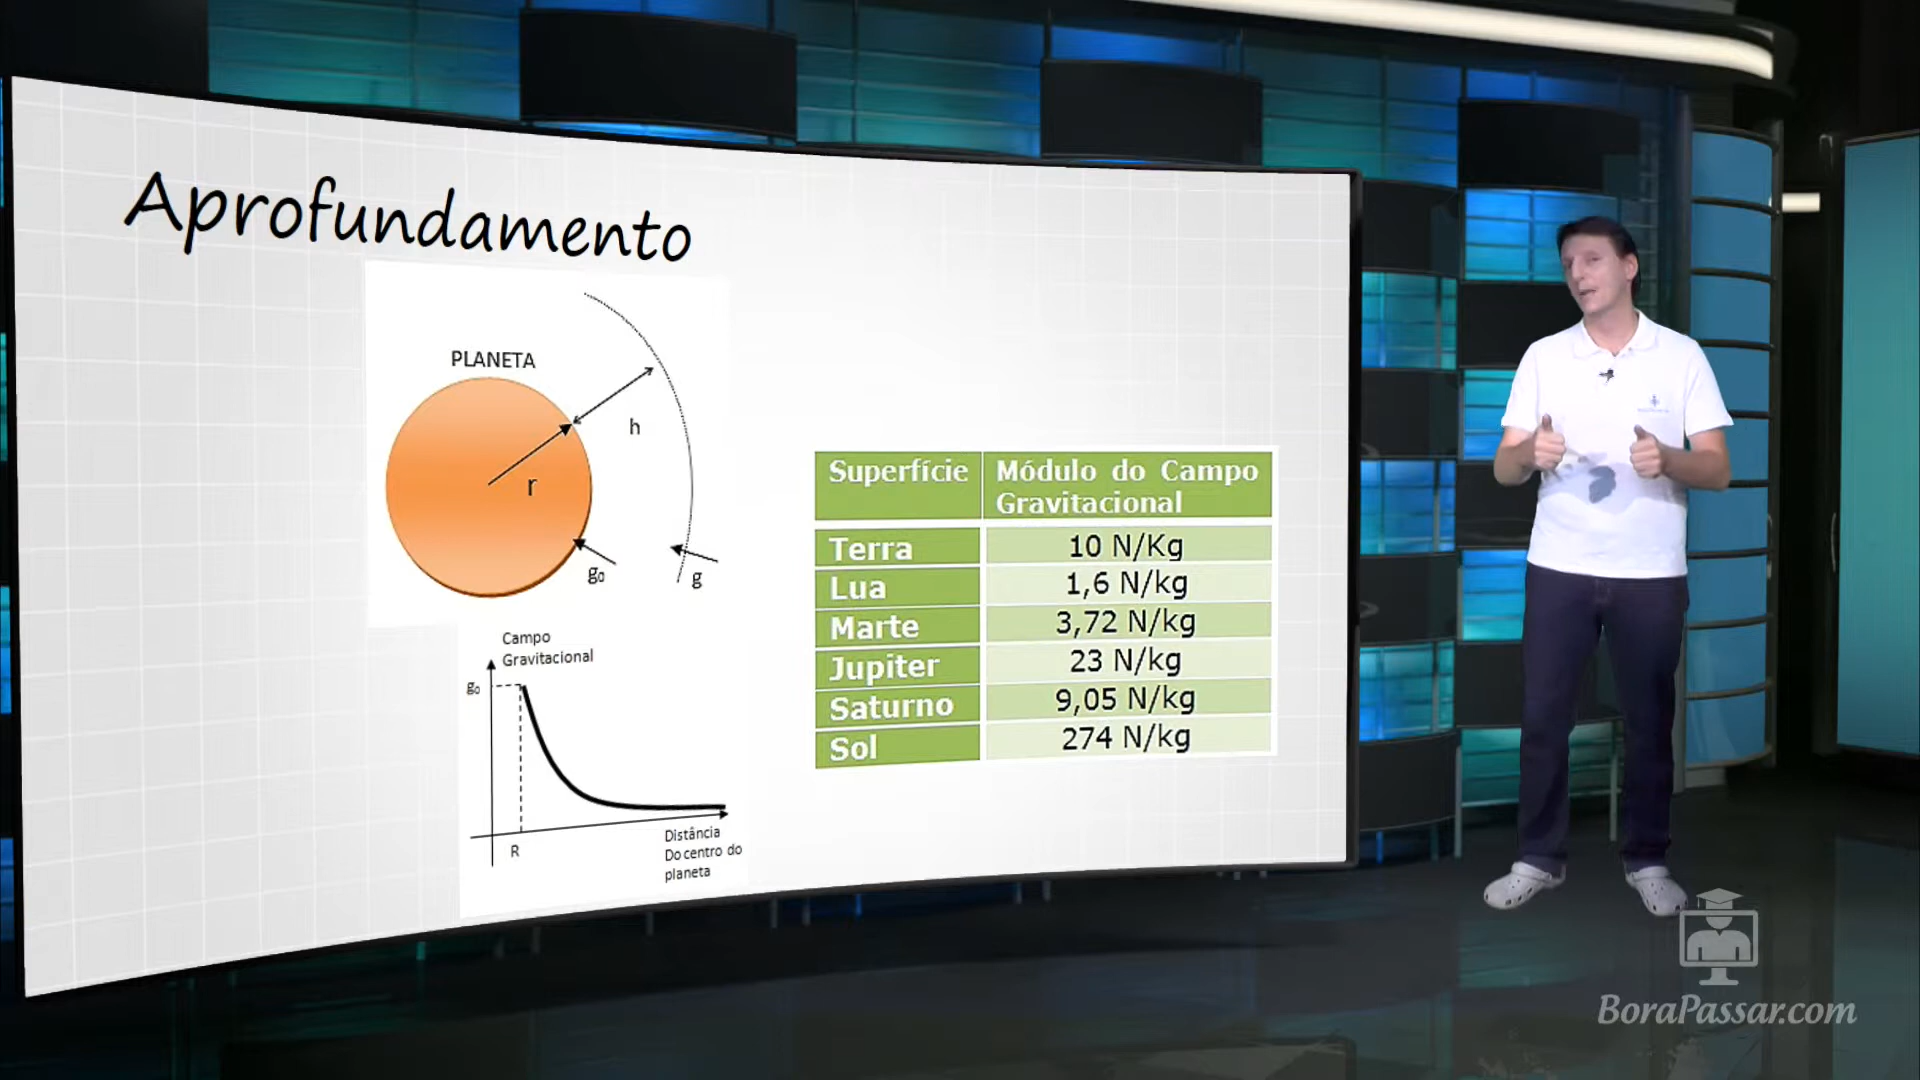 Aprofundamento
PLANETA
h
r
g₀
g
Campo
Gravitacional
g₀
R
Distância
Do centro do
planeta
Superfície Módulo do Campo
Gravitacional
Terra 10 N/Kg
Lua 1,6 N/kg
Marte 3,72 N/kg
Jupiter 23 N/kg
Saturno 9,05 N/kg
Sol 274 N/kg
BoraPassar.com